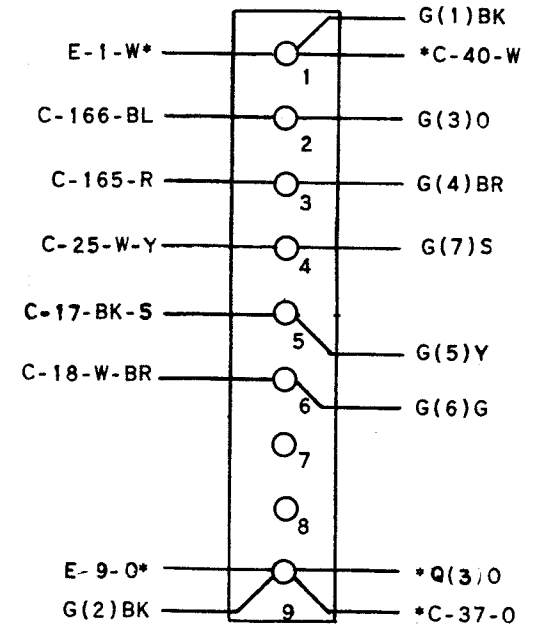 G(1)BK
E-1-W* *C-40-W
1
C-166-BL G(3)O
2
C-165-R G(4)BR
3
C-25-W-Y G(7)S
4
C-17-BK-S
5
G(5)Y
C-18-W-BR
6
G(6)G
7
8
E-9-O* *Q(3)O
G(2)BK 9 *C-37-O